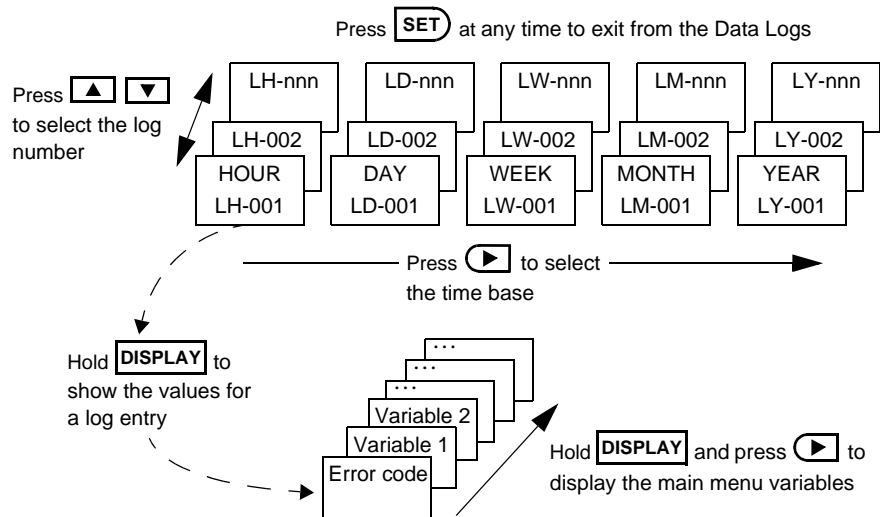 Press SET at any time to exit from the Data Logs
Press ▲ ▼
to select the log
number
LH-nnn LD-nnn LW-nnn LM-nnn LY-nnn
LH-002 LD-002 LW-002 LM-002 LY-002
HOUR DAY WEEK MONTH YEAR
LH-001 LD-001 LW-001 LM-001 LY-001
Press ▶ to select
the time base
Hold DISPLAY to
show the values for
a log entry
...
...
...
Variable 2
Variable 1
Error code
Hold DISPLAY and press ▶ to
display the main menu variables